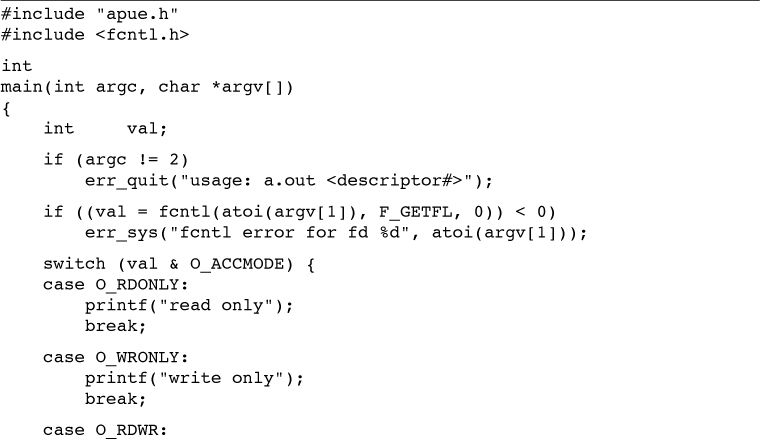 #include "apue.h"
#include <fcntl.h>
int
main(int argc, char *argv[])
{
    int     val;
    if (argc != 2)
        err_quit("usage: a.out <descriptor#>");
    if ((val = fcntl(atoi(argv[1]), F_GETFL, 0)) < 0)
        err_sys("fcntl error for fd %d", atoi(argv[1]));
    switch (val & O_ACCMODE) {
    case O_RDONLY:
        printf("read only");
        break;
    case O_WRONLY:
        printf("write only");
        break;
    case O_RDWR: